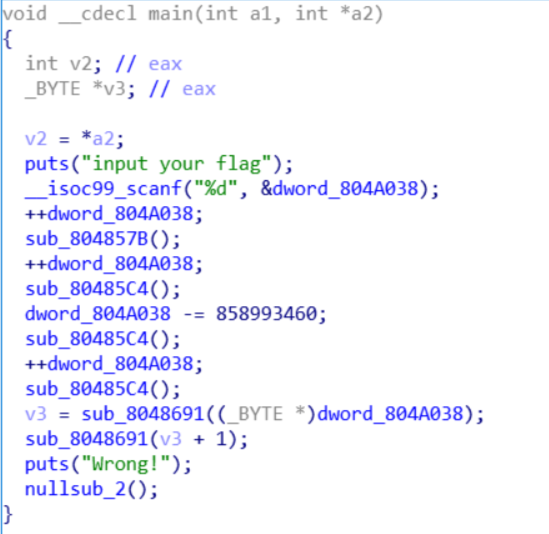 void __cdecl main(int a1, int *a2)
{
int v2; // eax
_BYTE *v3; // eax
v2 = *a2;
puts("input your flag");
__isoc99_scanf("%d", &dword_804A038);
++dword_804A038;
sub_804857B();
++dword_804A038;
sub_80485C4();
dword_804A038 -= 858993460;
sub_80485C4();
++dword_804A038;
sub_80485C4();
v3 = sub_8048691((_BYTE *)dword_804A038);
sub_8048691(v3 + 1);
puts("Wrong!");
nullsub_2();
}